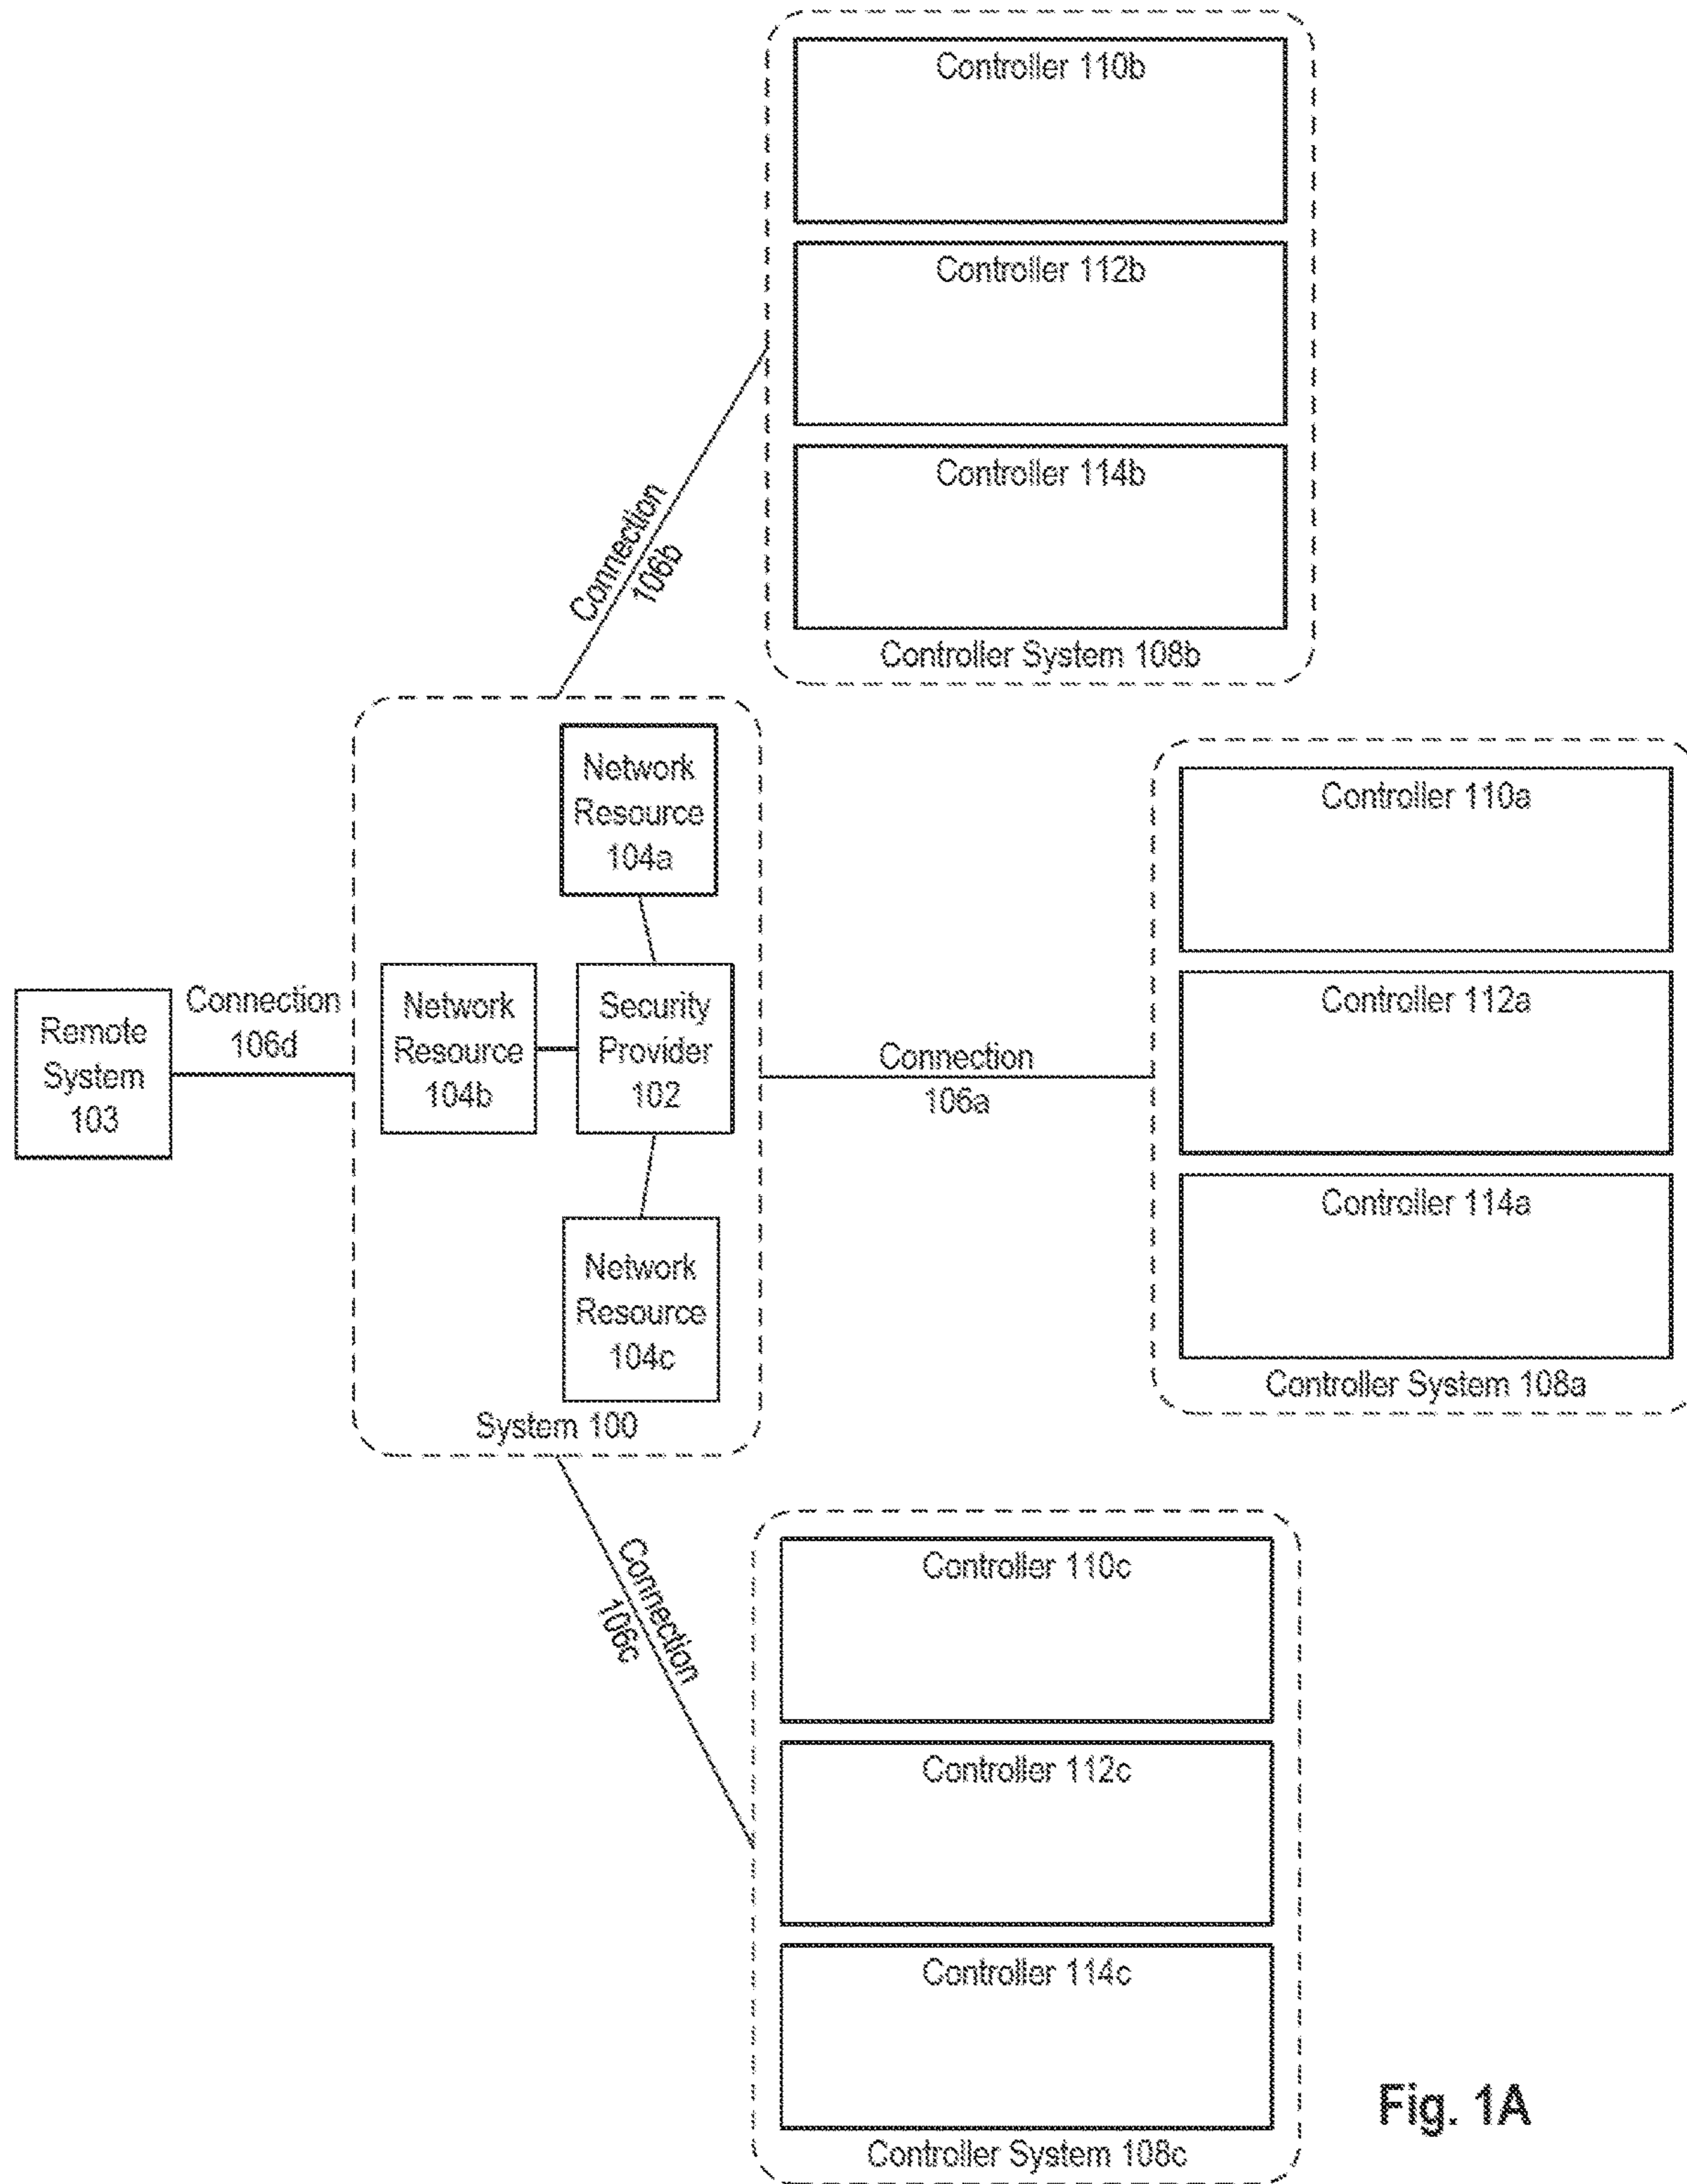 Controller 110b
Controller 112b
Controller 114b
Controller System 108b
Connection
106b
Network
Resource
104a
Network
Resource
104b
Security
Provider
102
Network
Resource
104c
System 100
Remote
System
103
Connection
106d
Connection
106a
Controller 110a
Controller 112a
Controller 114a
Controller System 108a
Connection
106c
Controller 110c
Controller 112c
Controller 114c
Controller System 108c
Fig. 1A